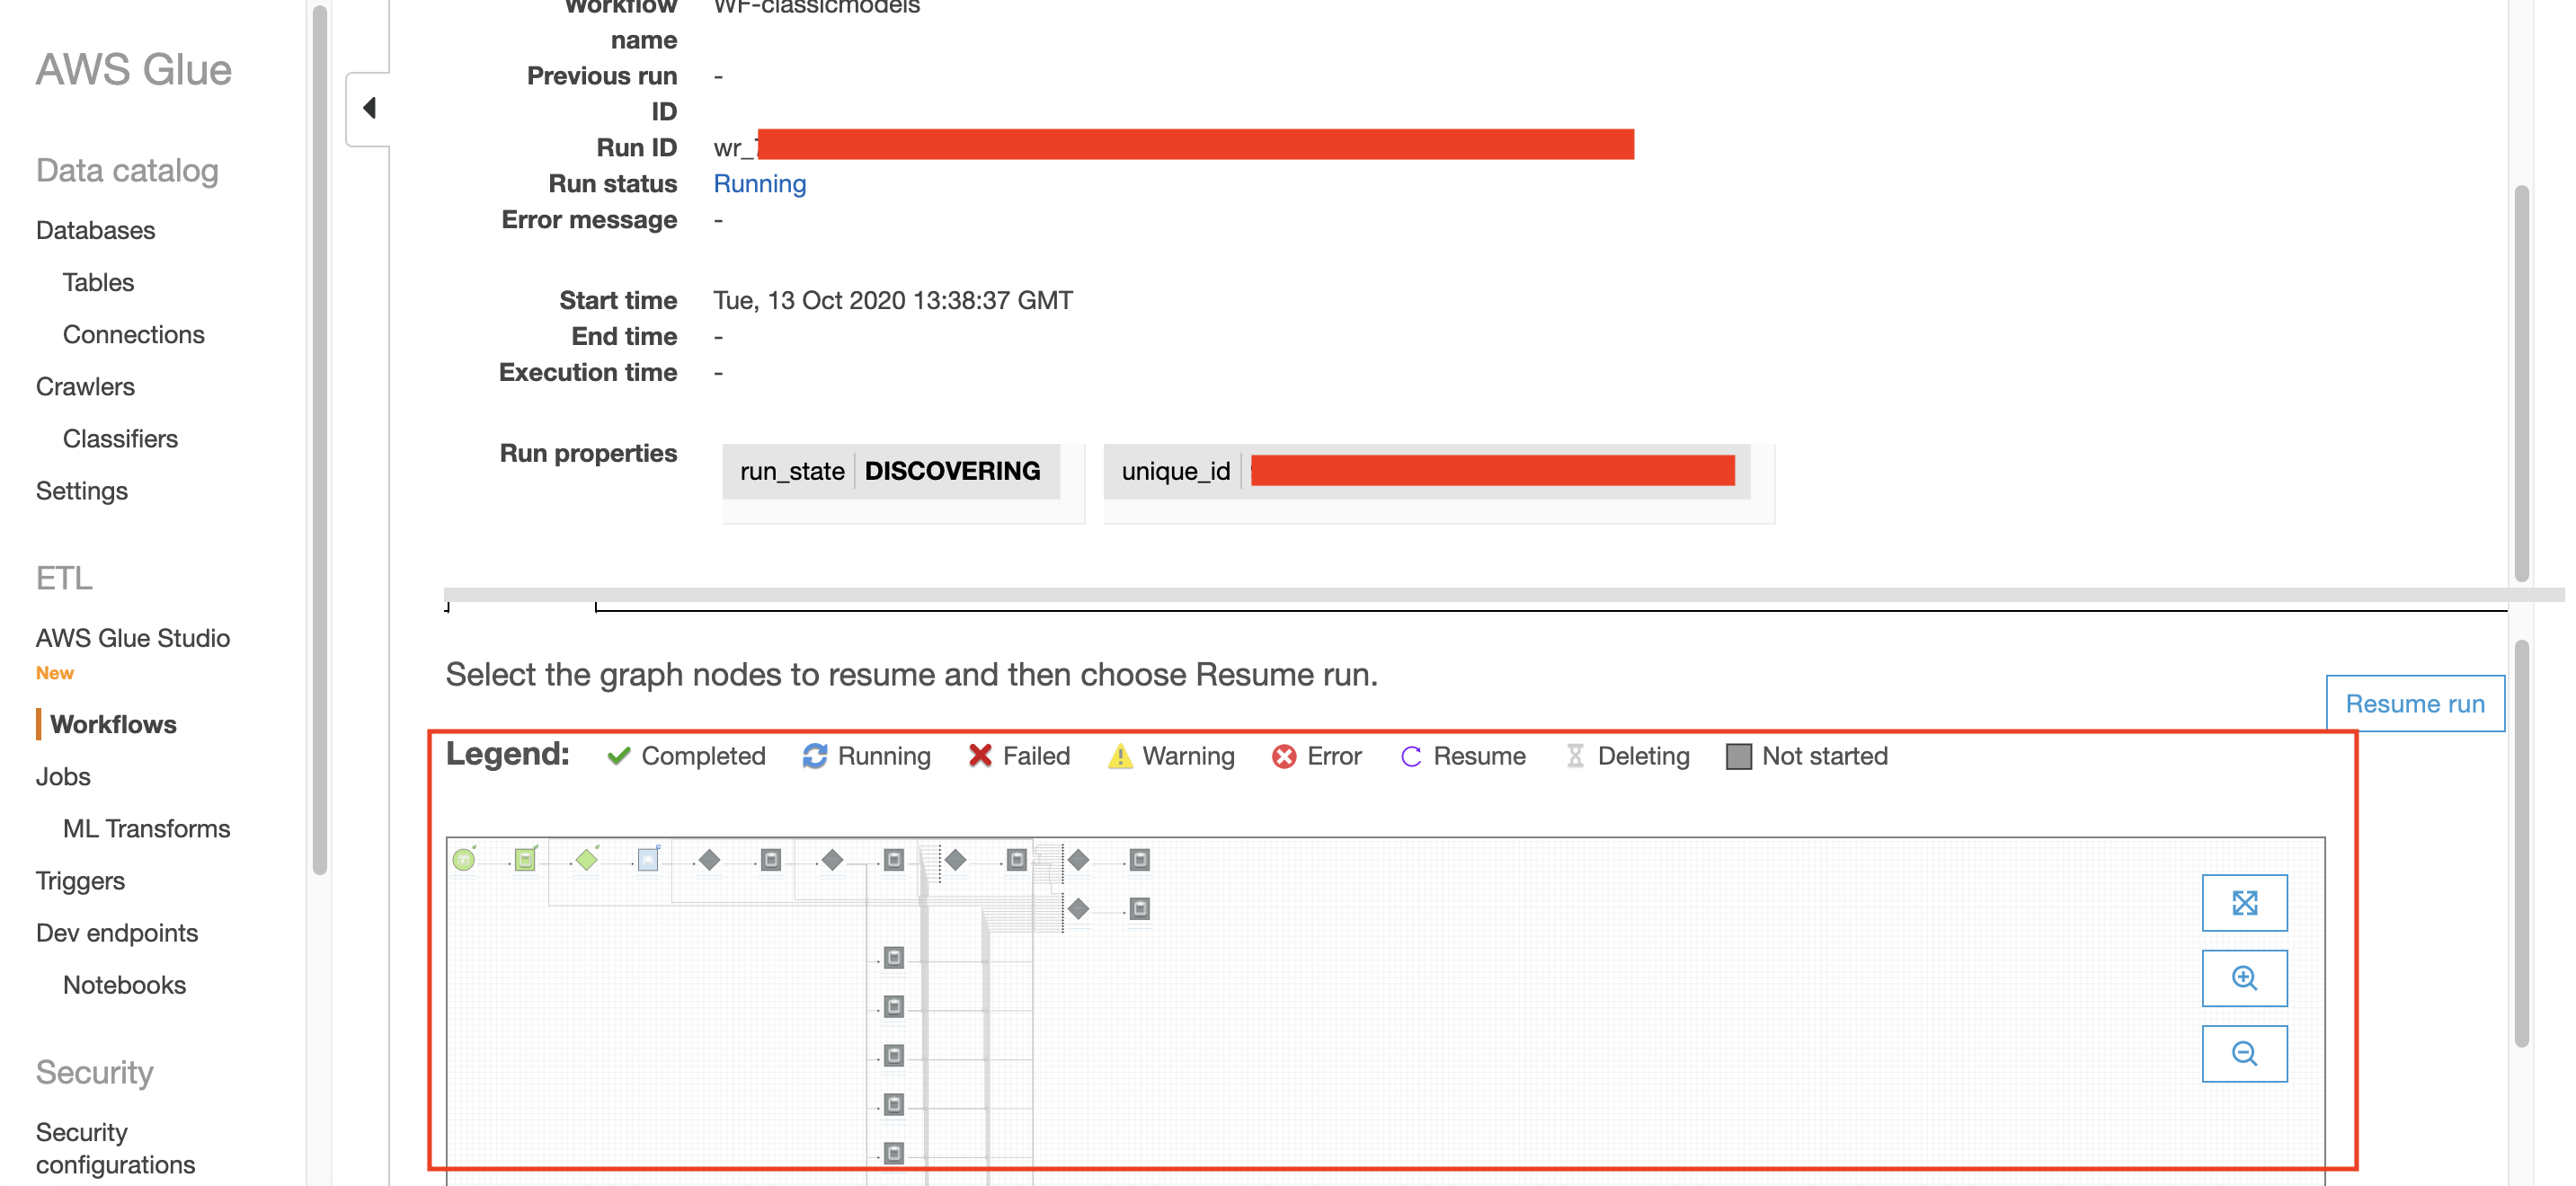 AWS Glue
Data catalog
Databases
Tables
Connections
Crawlers
Classifiers
Settings
ETL
AWS Glue Studio
New
Workflows
Jobs
ML Transforms
Triggers
Dev endpoints
Notebooks
Security
Security
configurations
Workflow WF-classicmodels
name
Previous run -
ID
Run ID wr_
Run status Running
Error message -
Start time Tue, 13 Oct 2020 13:38:37 GMT
End time -
Execution time -
Run properties run_state DISCOVERING unique_id
Select the graph nodes to resume and then choose Resume run.
Resume run
Legend: Completed Running Failed Warning Error Resume Deleting Not started